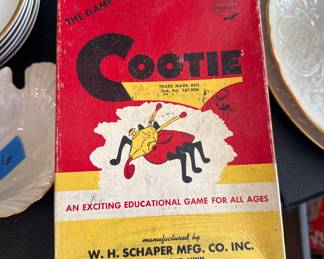 THE GAME
COOTIE
TRADE MARK REG.
AN EXCITING EDUCATIONAL GAME FOR ALL AGES
manufactured by
W. H. SCHAPER MFG. CO. INC.
MINN.